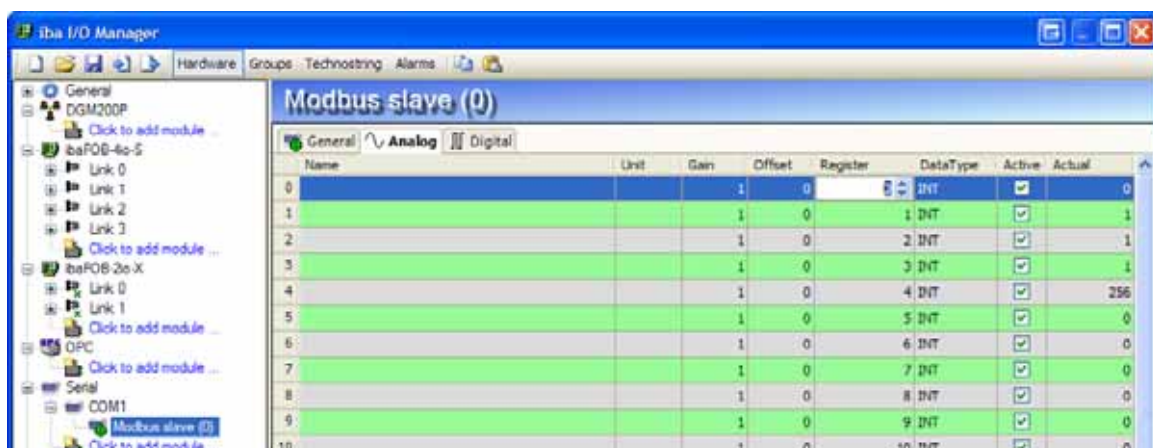 iba I/O Manager
Hardware Groups Technostring Alarms
General
DGM200P
Click to add module ...
ibaFOB-4o-S
Link 0
Link 1
Link 2
Link 3
Click to add module ...
ibaFOB-2o-X
Link 0
Link 1
Click to add module ...
OPC
Click to add module ...
Serial
COM1
Modbus slave (0)
Click to add module
Modbus slave (0)
General Analog Digital
Name Unit Gain Offset Register DataType Active Actual
0 1 0 INT 0
1 1 0 1 INT 1
2 1 0 2 INT 1
3 1 0 3 INT 1
4 1 0 4 INT 256
5 1 0 5 INT 0
6 1 0 6 INT 0
7 1 0 7 INT 0
8 1 0 8 INT 0
9 1 0 9 INT 0
10 1 0 10 INT 0